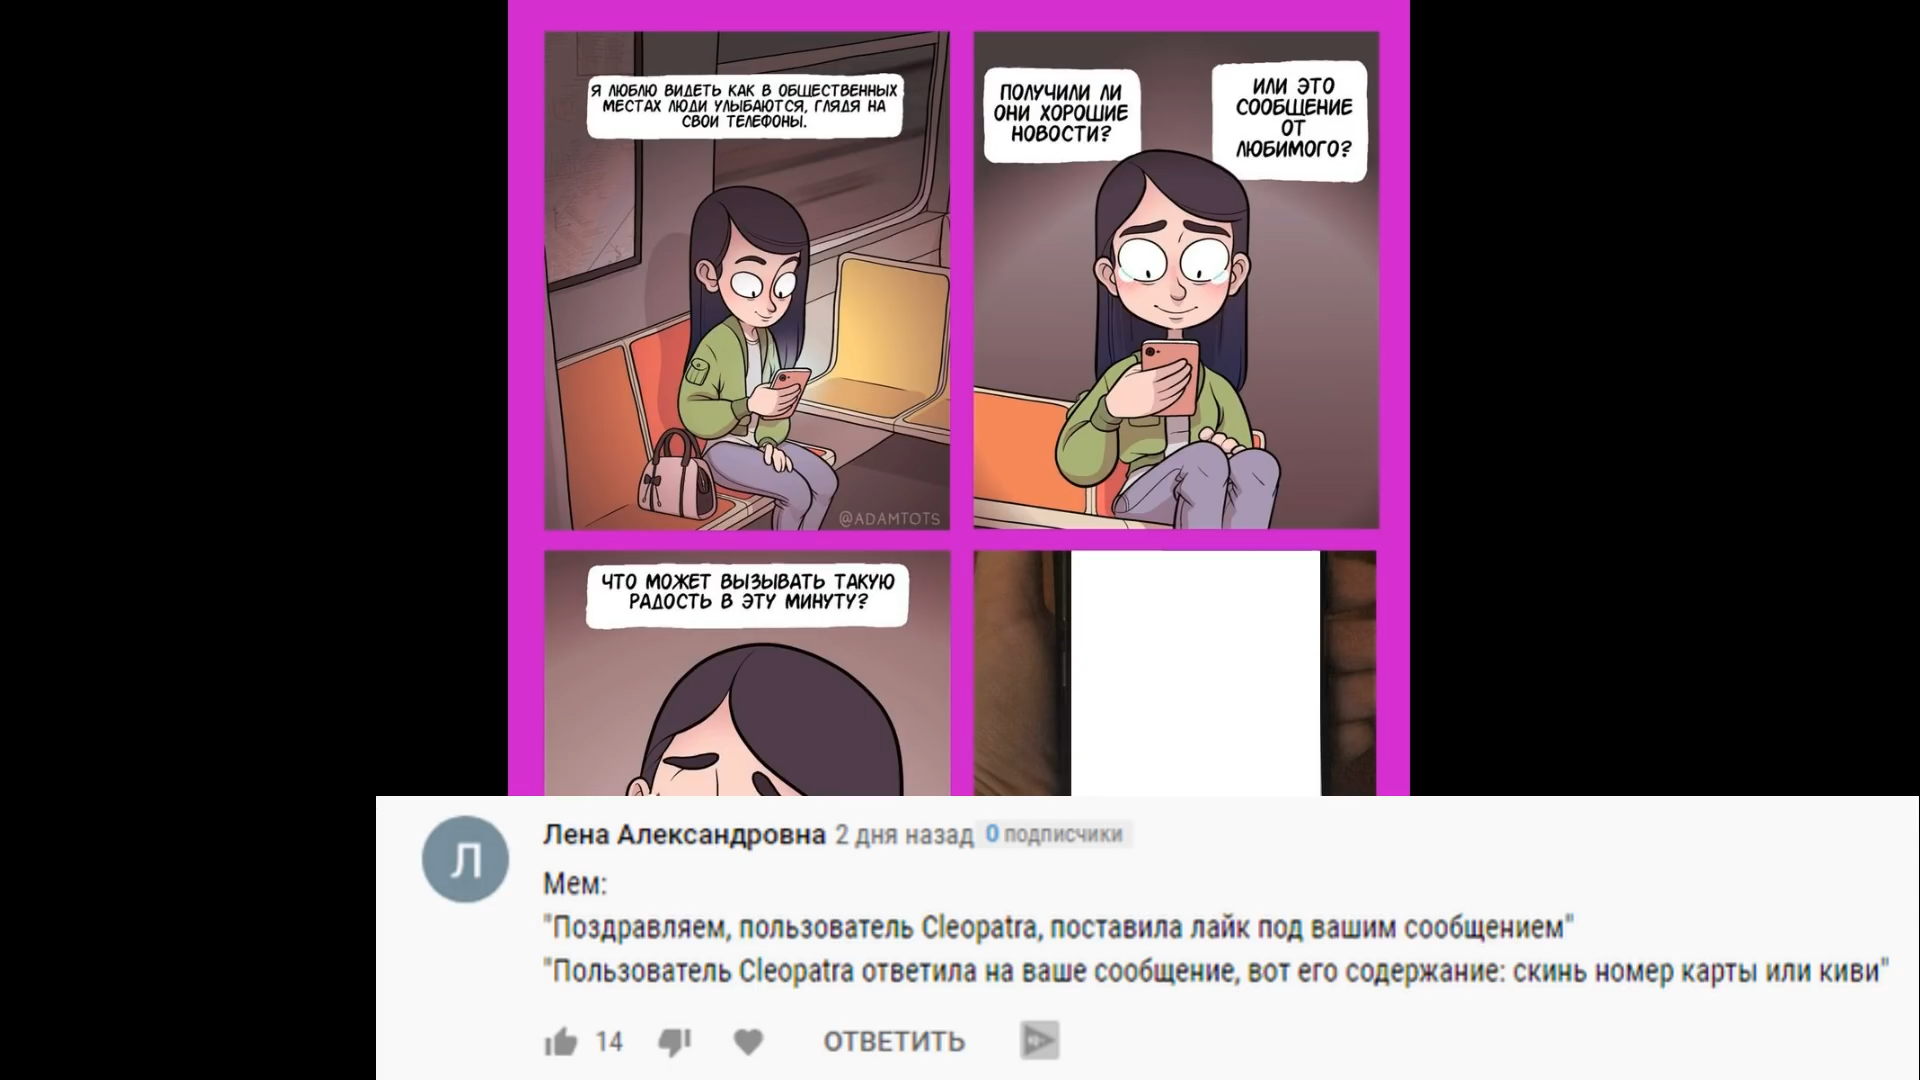 Я ЛЮБЛЮ ВИДЕТЬ КАК В ОБЩЕСТВЕННЫХ
МЕСТАХ ЛЮДИ УЛЫБАЮТСЯ, ГЛЯДЯ НА
СВОИ ТЕЛЕФОНЫ.
@ADAMTOTS
ПОЛУЧИЛИ ЛИ
ОНИ ХОРОШИЕ
НОВОСТИ?
ИЛИ ЭТО
СООБЩЕНИЕ
ОТ
ЛЮБИМОГО?
ЧТО МОЖЕТ ВЫЗЫВАТЬ ТАКУЮ
РАДОСТЬ В ЭТУ МИНУТУ?
Л
Лена Александровна 2 дня назад 0 подписчики
Мем:
"Поздравляем, пользователь Cleopatra, поставила лайк под вашим сообщением"
"Пользователь Cleopatra ответила на ваше сообщение, вот его содержание: скинь номер карты или киви"
14 ОТВЕТИТЬ